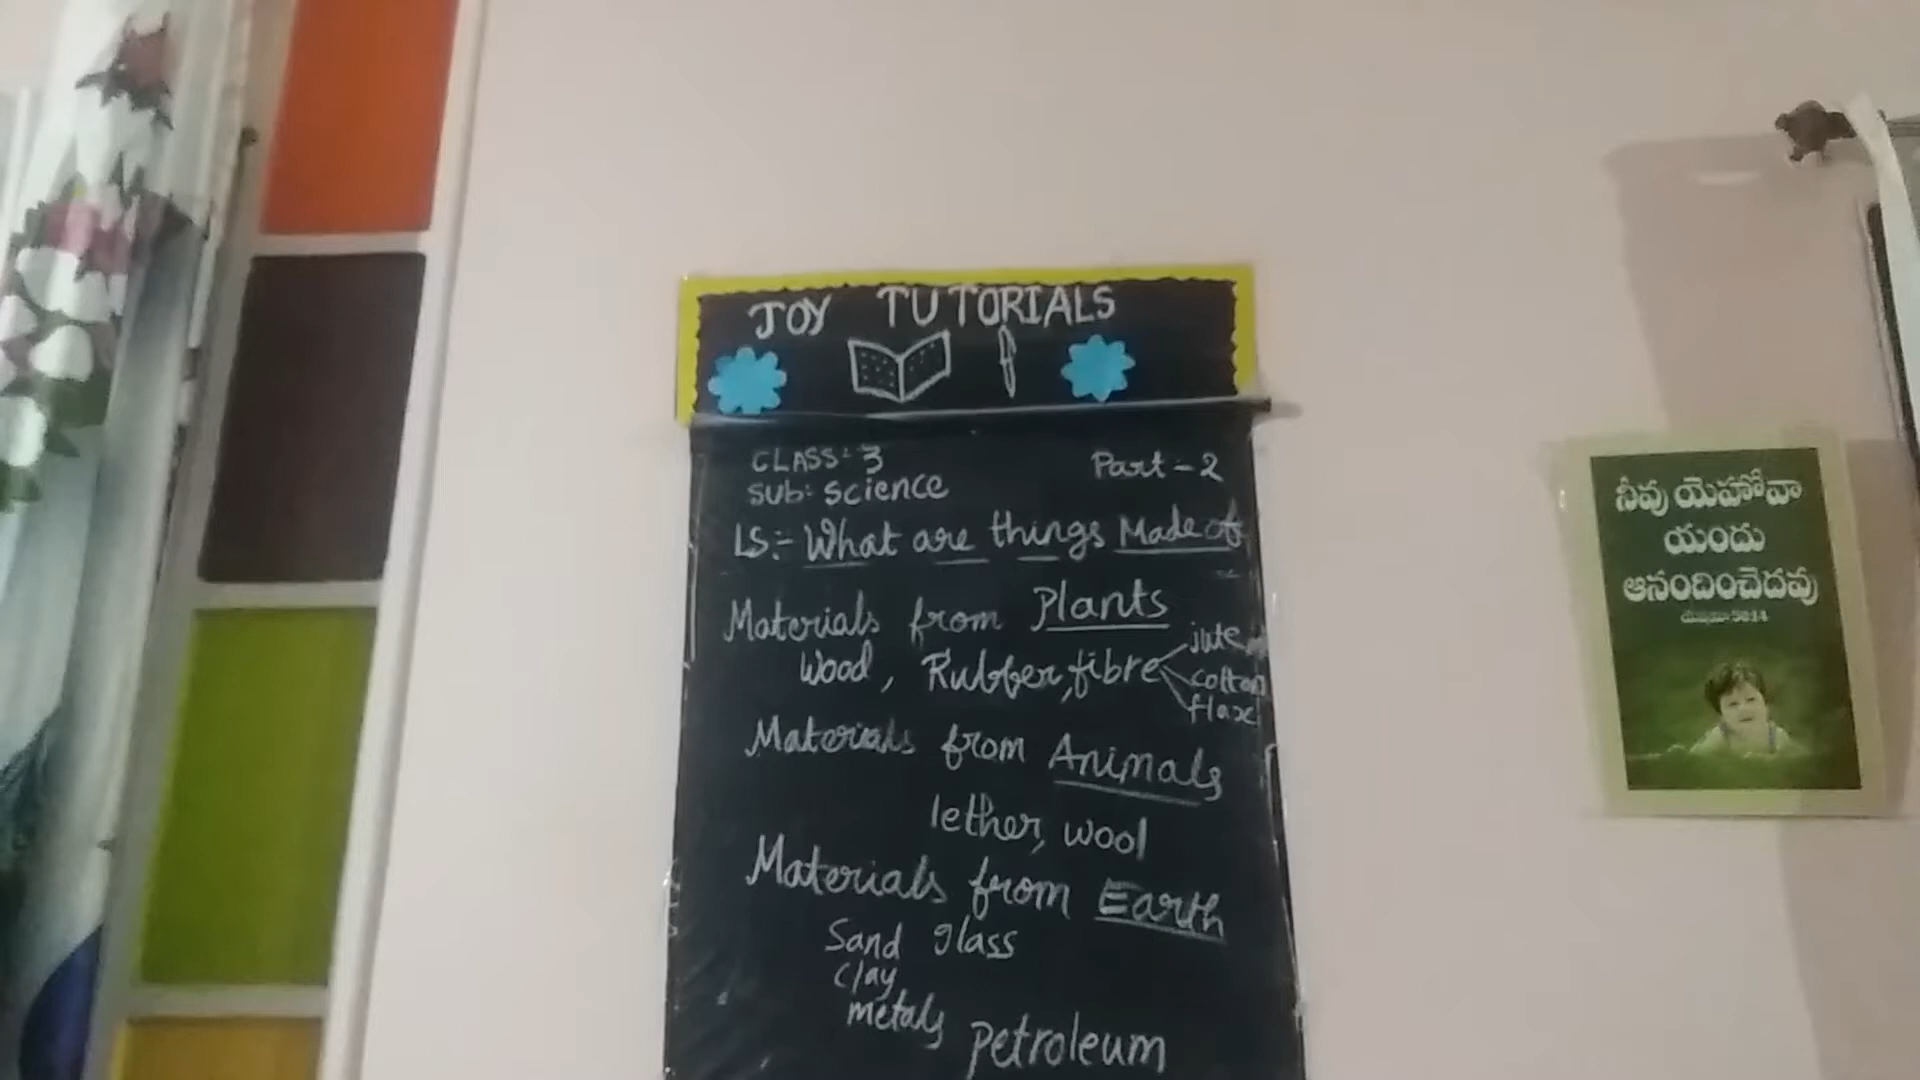 JOY TUTORIALS
CLASS:- 3
Part - 2
Sub:- Science
LS:- What are things Made of
Materials from Plants
Wood, Rubber, fibre
jute
cotton
flax
Materials from Animals
lether, wool
Materials from Earth
Sand glass
clay
metals
petroleum
నీవు యెహోవా
యందు
ఆనందించెదవు